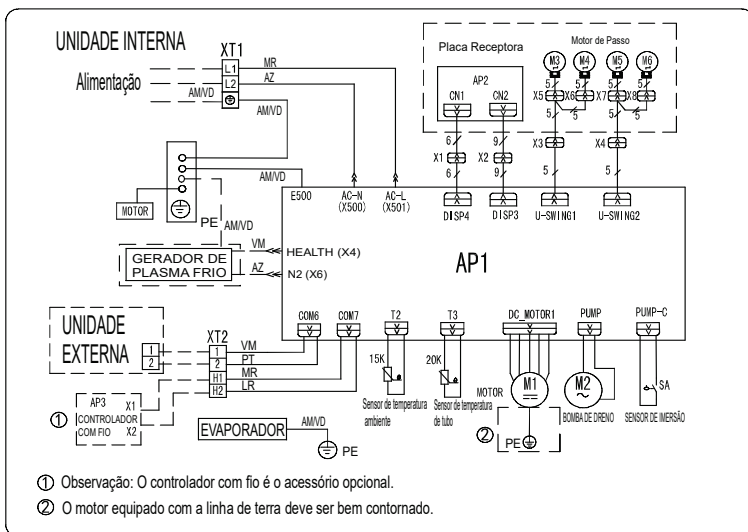 UNIDADE INTERNA
Alimentação
XT1
L1
L2
MR
AZ
AM/VD
AM/VD
Placa Receptora
Motor de Passo
AP2
CN1
CN2
M3
M4
M5
M6
5
5
5
5
X5
X6
X7
X8
5
5
5
5
6
9
X1
X2
X3
X4
6
9
5
5
MOTOR
PE
AM/VD
AM/VD
E500
AC-N
(X500)
AC-L
(X501)
DISP4
DISP3
U-SWING1
U-SWING2
GERADOR DE
PLASMA FRIO
VM
AZ
HEALTH (X4)
N2 (X6)
AP1
UNIDADE
EXTERNA
1
2
XT2
1
2
H1
H2
VM
PT
MR
LR
COM6
COM7
T2
T3
DC_MOTOR1
PUMP
PUMP-C
15K
20K
Sensor de temperatura
ambiente
Sensor de temperatura
de tubo
MOTOR
M1
M2
SA
BOMBA DE DRENO
SENSOR DE IMERSÃO
① AP3
CONTROLADOR
COM FIO
X1
X2
EVAPORADOR
AM/VD
PE
②
PE
① Observação: O controlador com fio é o acessório opcional.
② O motor equipado com a linha de terra deve ser bem contornado.